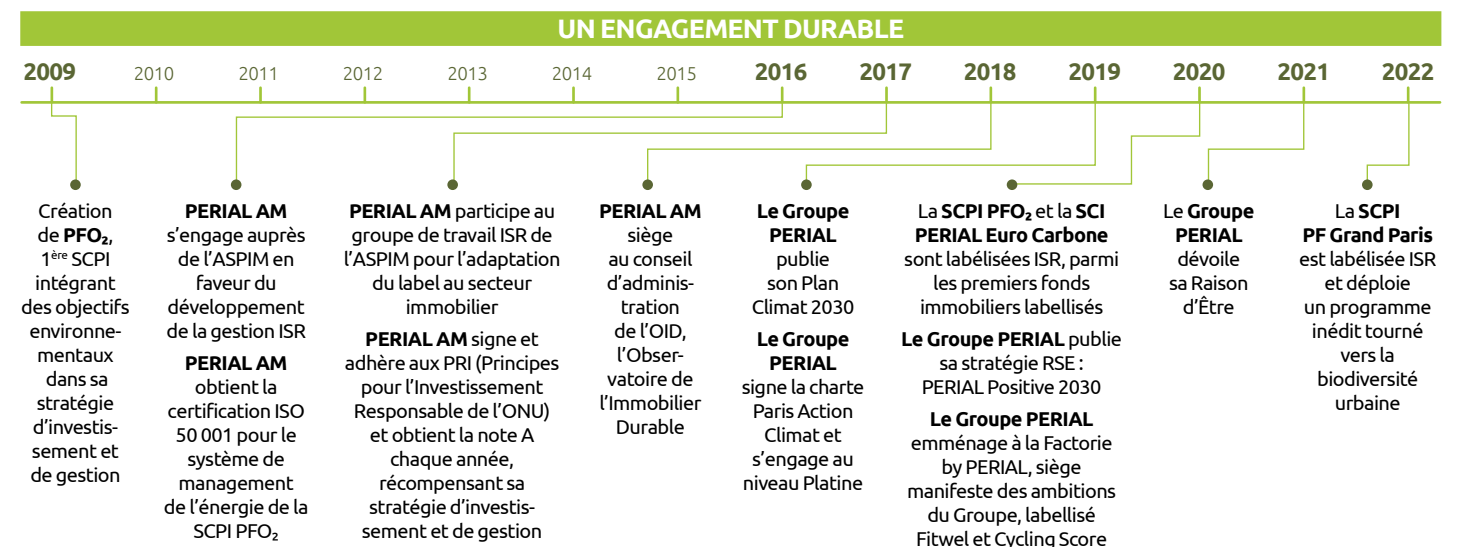 UN ENGAGEMENT DURABLE
2009 2010 2011 2012 2013 2014 2015 2016 2017 2018 2019 2020 2021 2022
Création
de PFO₂,
1ère SCPI
intégrant
des objectifs
environne-
mentaux
dans sa
stratégie
d’investis-
sement et
de gestion
PERIAL AM
s’engage auprès
de l’ASPIM en
faveur du
développement
de la gestion ISR
PERIAL AM
obtient la
certification ISO
50 001 pour le
système de
management
de l’énergie de la
SCPI PFO₂
PERIAL AM participe au
groupe de travail ISR de
l’ASPIM pour l’adaptation
du label au secteur
immobilier
PERIAL AM signe et
adhère aux PRI (Principes
pour l’Investissement
Responsable de l’ONU)
et obtient la note A
chaque année,
récompensant sa
stratégie d’investis-
sement et de gestion
PERIAL AM
siège
au conseil
d’adminis-
tration
de l’OID,
l’Obser-
vatoire de
l’Immobilier
Durable
Le Groupe
PERIAL
publie
son Plan
Climat 2030
Le Groupe
PERIAL
signe la charte
Paris Action
Climat et
s’engage au
niveau Platine
La SCPI PFO₂ et la SCI
PERIAL Euro Carbone
sont labélisées ISR, parmi
les premiers fonds
immobiliers labellisés
Le Groupe PERIAL publie
sa stratégie RSE :
PERIAL Positive 2030
Le Groupe PERIAL
emménage à la Factorie
by PERIAL, siège
manifeste des ambitions
du Groupe, labellisé
Fitwel et Cycling Score
Le Groupe
PERIAL
dévoile
sa Raison
d’Être
La SCPI
PF Grand Paris
est labélisée ISR
et déploie
un programme
inédit tourné
vers la
biodiversité
urbaine